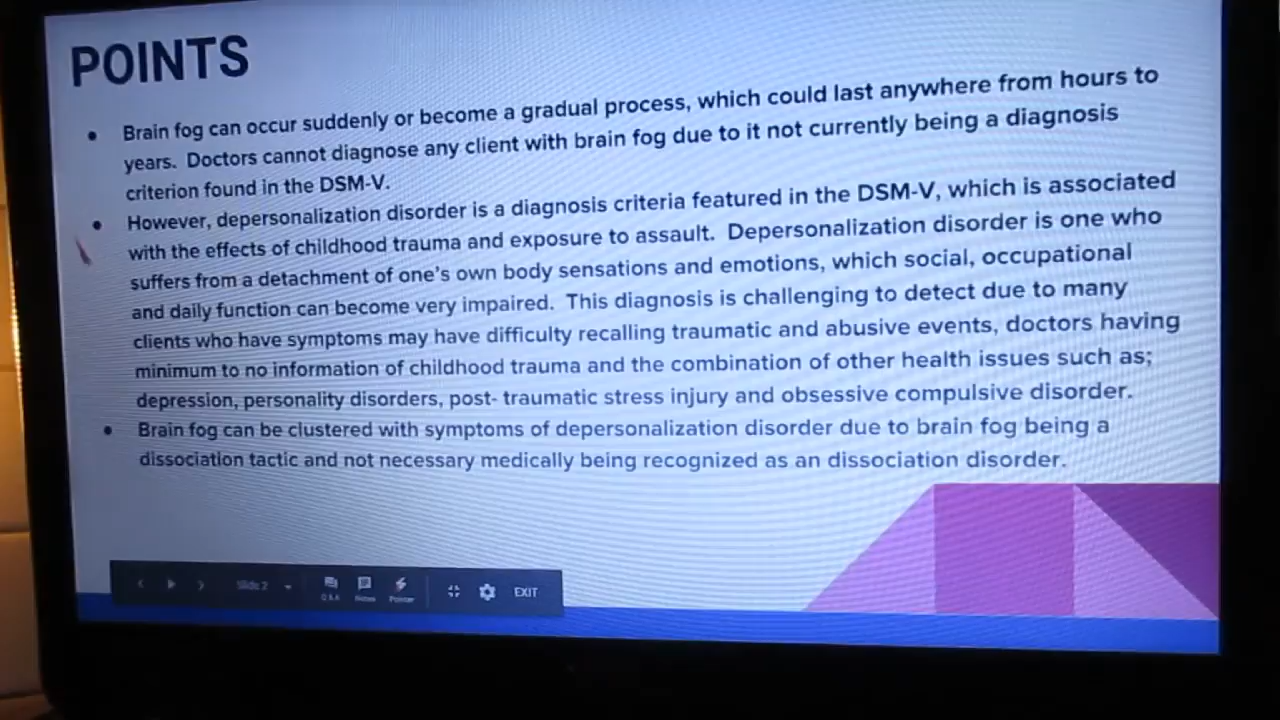 POINTS
● Brain fog can occur suddenly or become a gradual process, which could last anywhere from hours to
years. Doctors cannot diagnose any client with brain fog due to it not currently being a diagnosis
criterion found in the DSM-V.
● However, depersonalization disorder is a diagnosis criteria featured in the DSM-V, which is associated
with the effects of childhood trauma and exposure to assault. Depersonalization disorder is one who
suffers from a detachment of one's own body sensations and emotions, which social, occupational
and daily function can become very impaired. This diagnosis is challenging to detect due to many
clients who have symptoms may have difficulty recalling traumatic and abusive events, doctors having
minimum to no information of childhood trauma and the combination of other health issues such as;
depression, personality disorders, post- traumatic stress injury and obsessive compulsive disorder.
● Brain fog can be clustered with symptoms of depersonalization disorder due to brain fog being a
dissociation tactic and not necessary medically being recognized as an dissociation disorder.
Slide 2 Q & A Notes Pointer EXIT